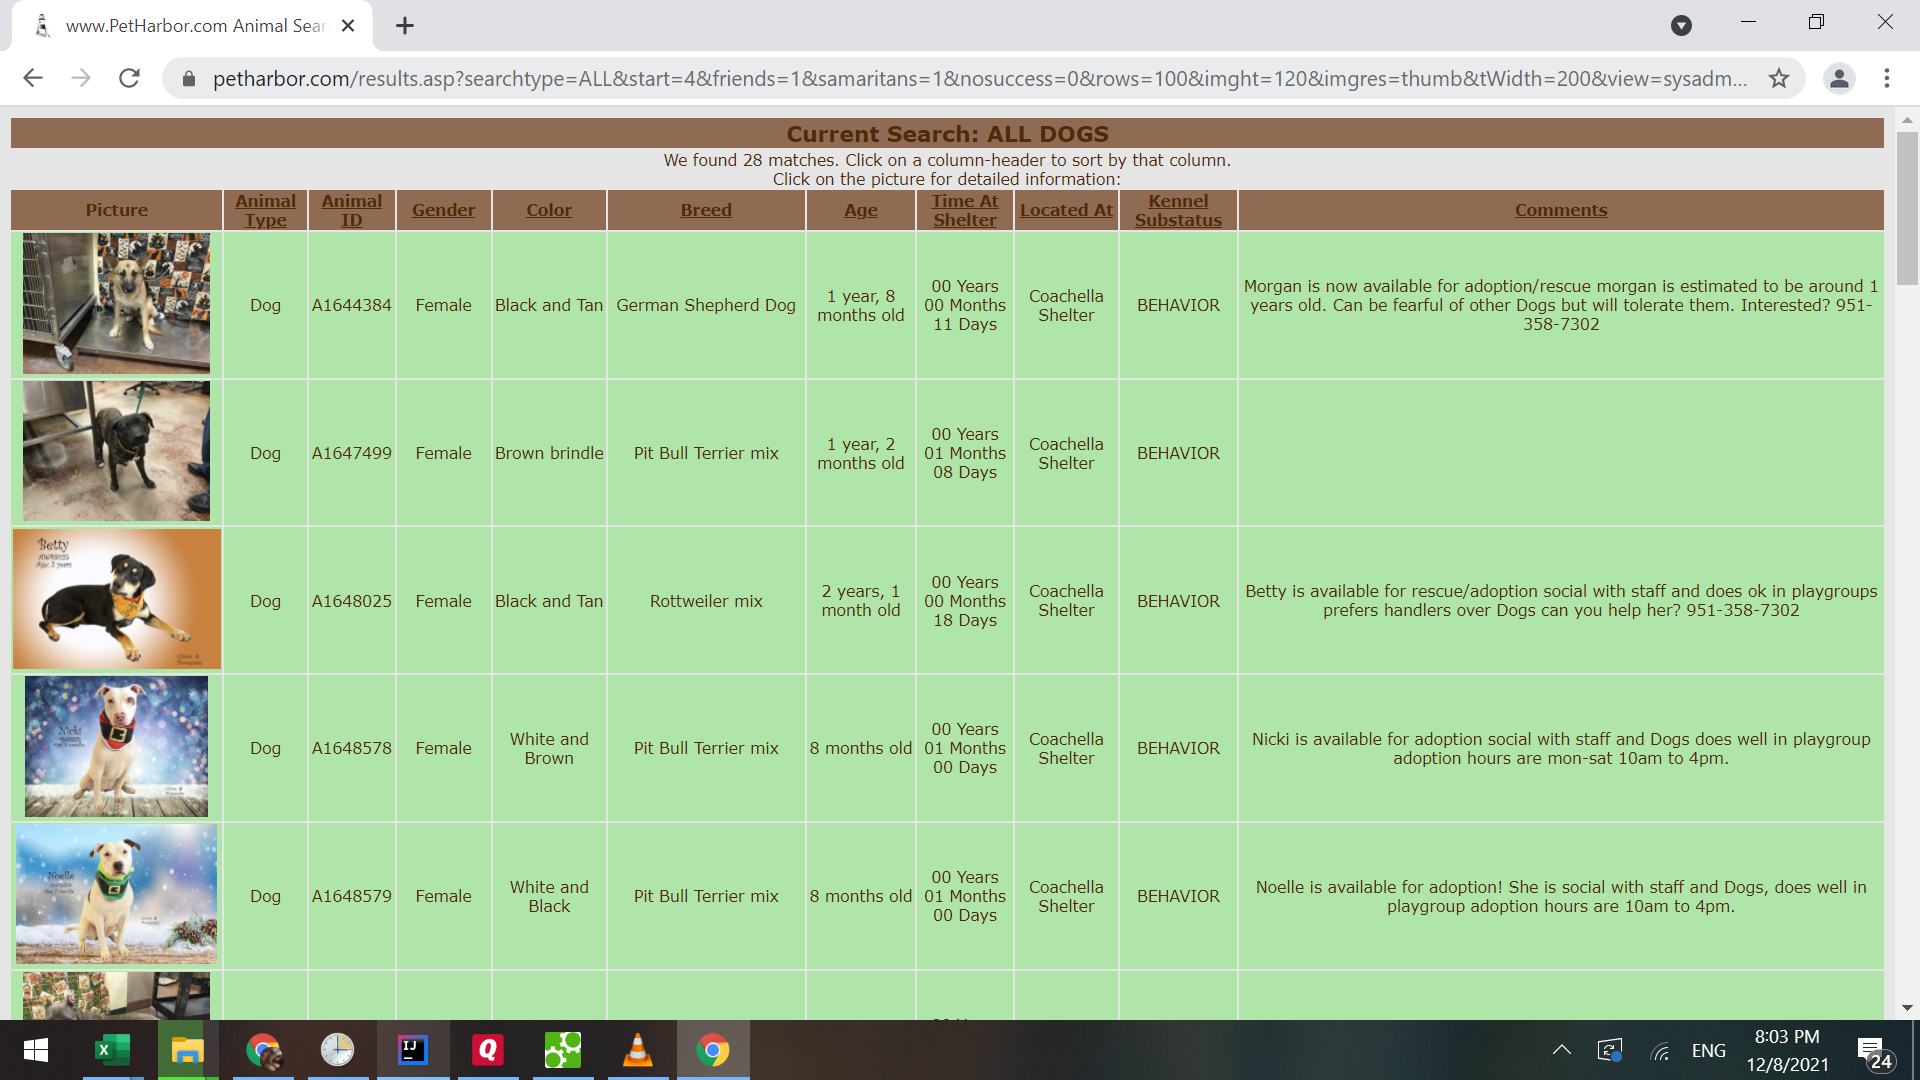 www.PetHarbor.com Animal Sear
petharbor.com/results.asp?searchtype=ALL&start=4&friends=1&samaritans=1&nosuccess=0&rows=100&imght=120&imgres=thumb&tWidth=200&view=sysadm...
Current Search: ALL DOGS
We found 28 matches. Click on a column-header to sort by that column.
Click on the picture for detailed information:
Picture Animal Type Animal ID Gender Color Breed Age Time At Shelter Located At Kennel Substatus Comments
Dog A1644384 Female Black and Tan German Shepherd Dog 1 year, 8 months old 00 Years 00 Months 11 Days Coachella Shelter BEHAVIOR
Morgan is now available for adoption/rescue morgan is estimated to be around 1
years old. Can be fearful of other Dogs but will tolerate them. Interested? 951-
358-7302
Dog A1647499 Female Brown brindle Pit Bull Terrier mix 1 year, 2 months old 00 Years 01 Months 08 Days Coachella Shelter BEHAVIOR
Betty
Age: 2 years
Dog A1648025 Female Black and Tan Rottweiler mix 2 years, 1 month old 00 Years 00 Months 18 Days Coachella Shelter BEHAVIOR
Betty is available for rescue/adoption social with staff and does ok in playgroups
prefers handlers over Dogs can you help her? 951-358-7302
Nicki
Dog A1648578 Female White and Brown Pit Bull Terrier mix 8 months old 00 Years 01 Months 00 Days Coachella Shelter BEHAVIOR
Nicki is available for adoption social with staff and Dogs does well in playgroup
adoption hours are mon-sat 10am to 4pm.
Noelle
Dog A1648579 Female White and Black Pit Bull Terrier mix 8 months old 00 Years 01 Months 00 Days Coachella Shelter BEHAVIOR
Noelle is available for adoption! She is social with staff and Dogs, does well in
playgroup adoption hours are 10am to 4pm.
ENG
8:03 PM
12/8/2021
24